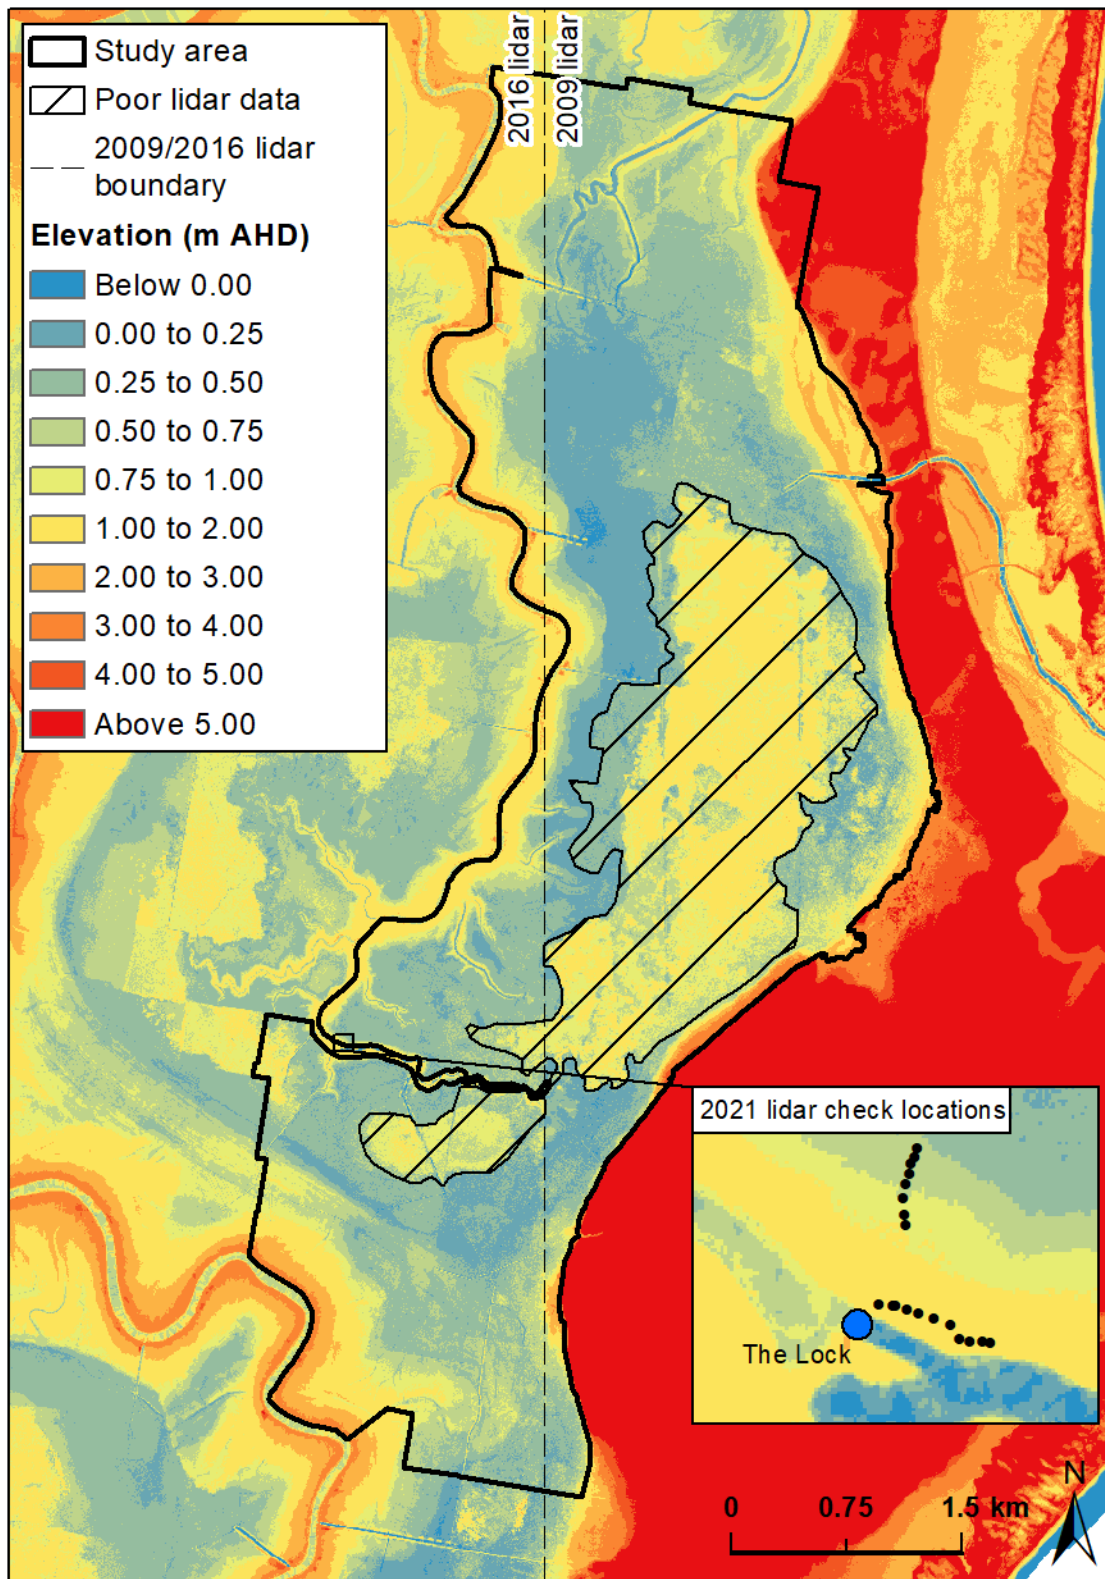 Study area
Poor lidar data
2009/2016 lidar
boundary
Elevation (m AHD)
Below 0.00
0.00 to 0.25
0.25 to 0.50
0.50 to 0.75
0.75 to 1.00
1.00 to 2.00
2.00 to 3.00
3.00 to 4.00
4.00 to 5.00
Above 5.00
2016 lidar
2009 lidar
2021 lidar check locations
The Lock
0 0.75 1.5 km
N